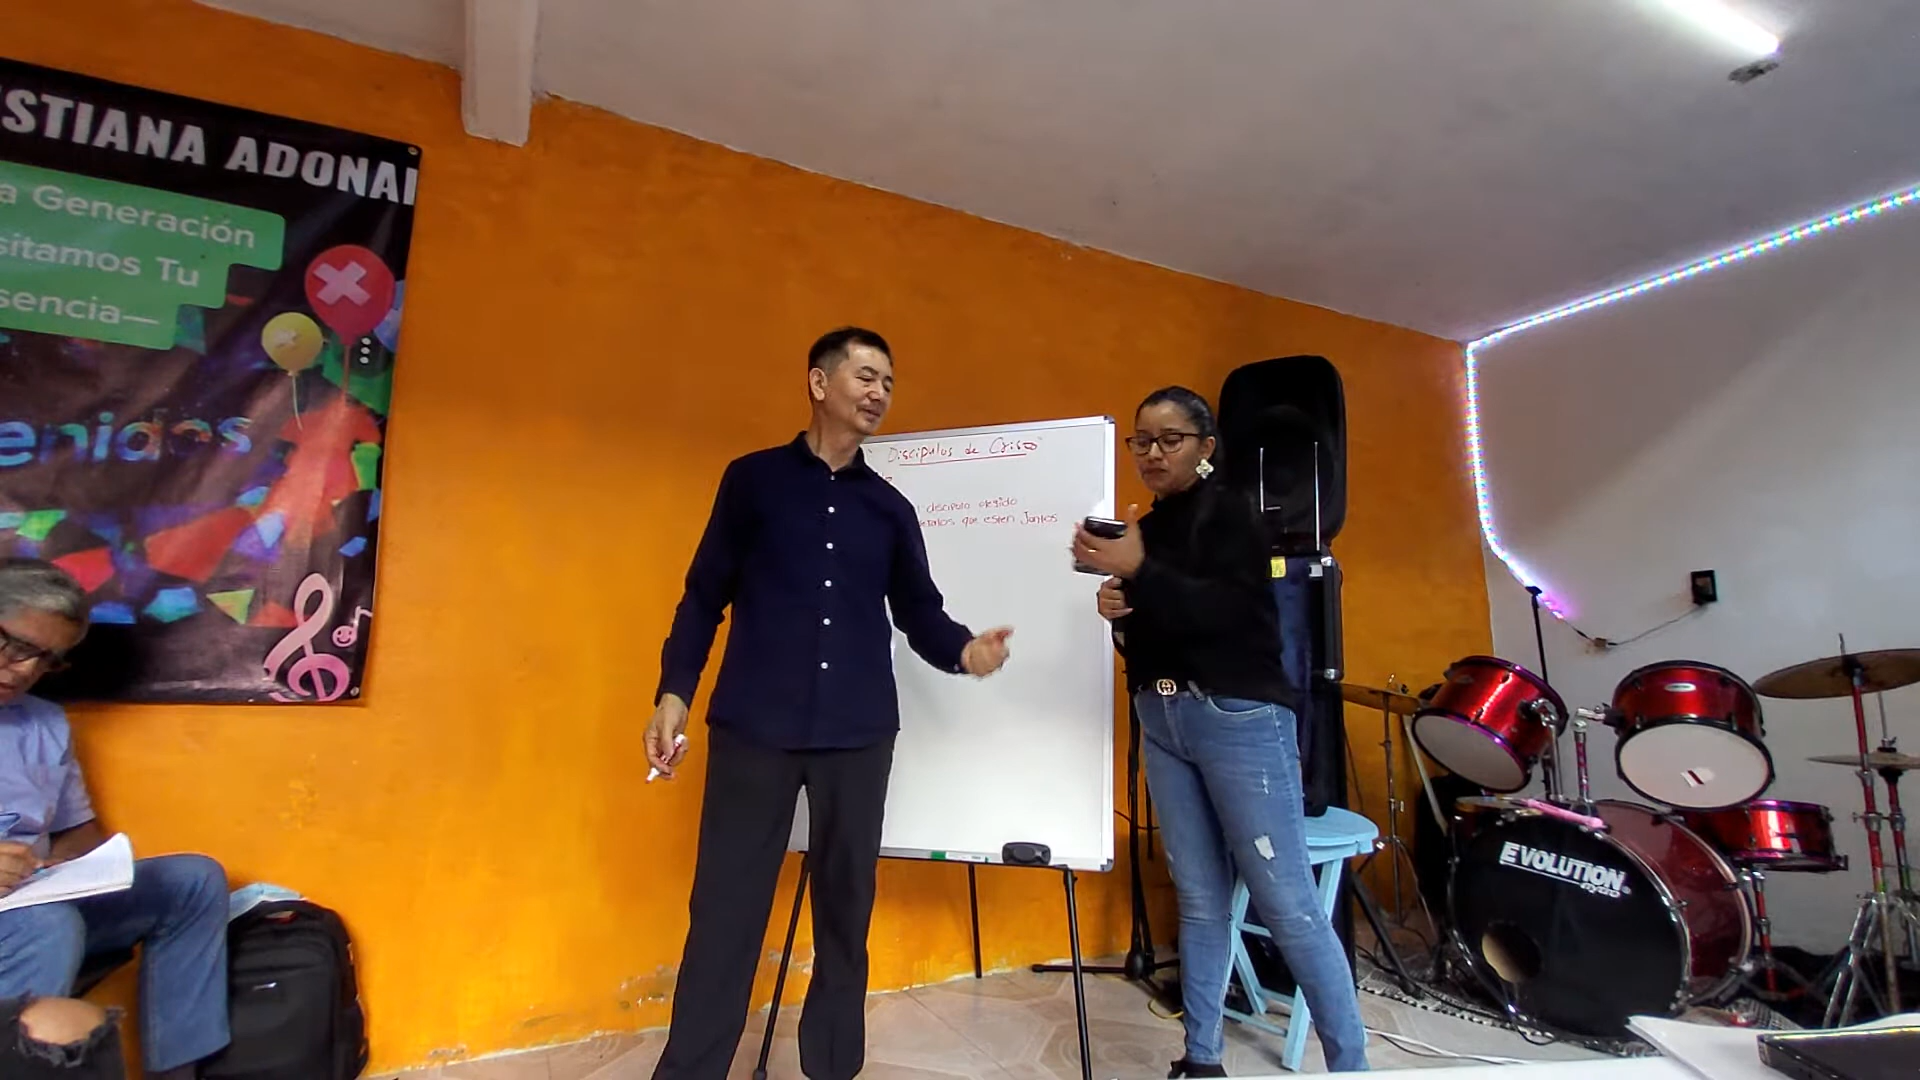 STIANA ADONAI
a Generación
sitamos Tu
sencia—
enidos
"Discipulos de Cristo"
discipulo elegido
que esten Juntos
EVOLUTION